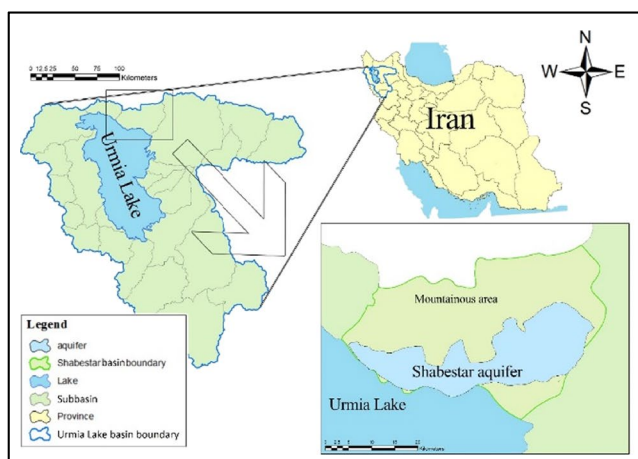 N
W E
S
0 12.5 25 50 75 100
Kilometers
Iran
Urmia Lake
Mountainous area
Shabestar aquifer
Urmia Lake
Kilometers
Legend
aquifer
Shabestar basin boundary
Lake
Subbasin
Province
Urmia Lake basin boundary